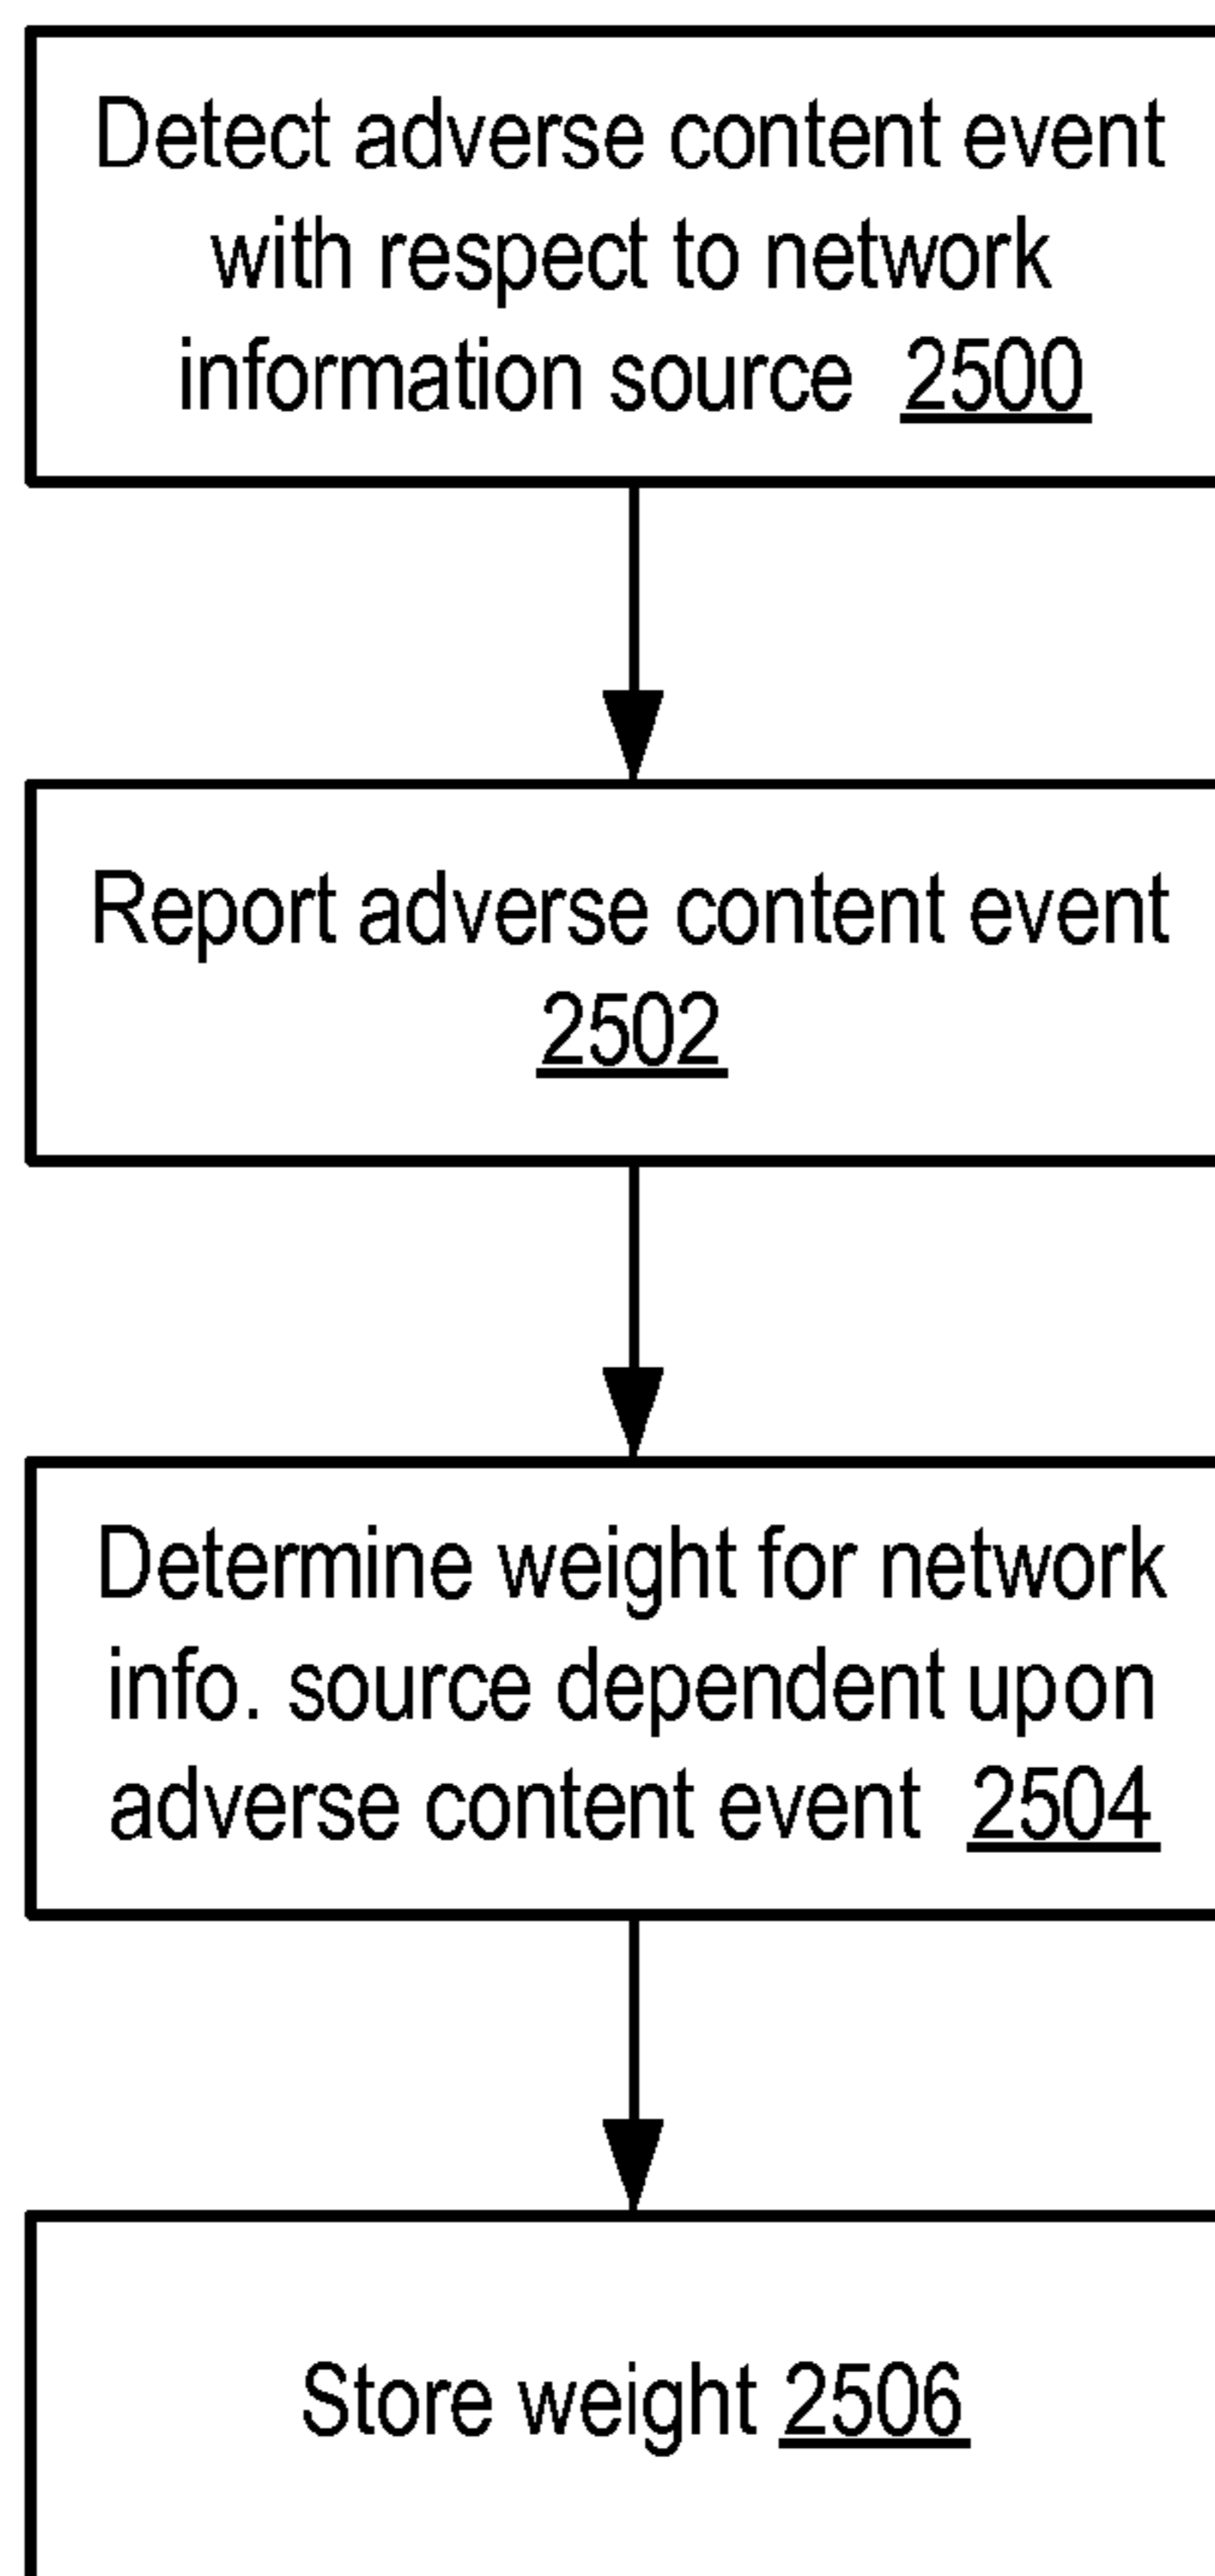 Detect adverse content event
with respect to network
information source 2500
Report adverse content event
2502
Determine weight for network
info. source dependent upon
adverse content event 2504
Store weight 2506